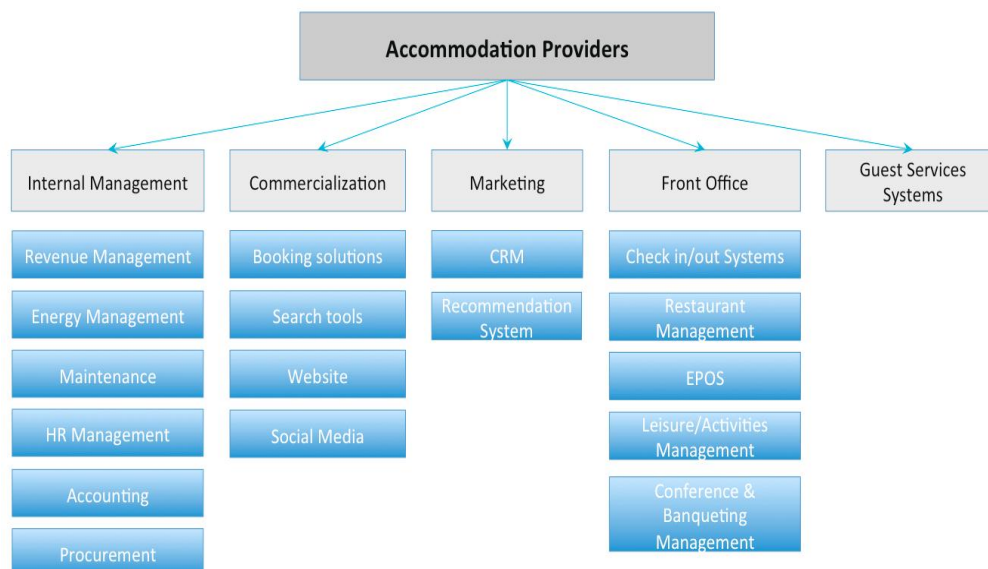 Accommodation Providers
Internal Management
Revenue Management
Energy Management
Maintenance
HR Management
Accounting
Procurement
Commercialization
Booking solutions
Search tools
Website
Social Media
Marketing
CRM
Recommendation
System
Front Office
Check in/out Systems
Restaurant
Management
EPOS
Leisure/Activities
Management
Conference &
Banqueting
Management
Guest Services
Systems